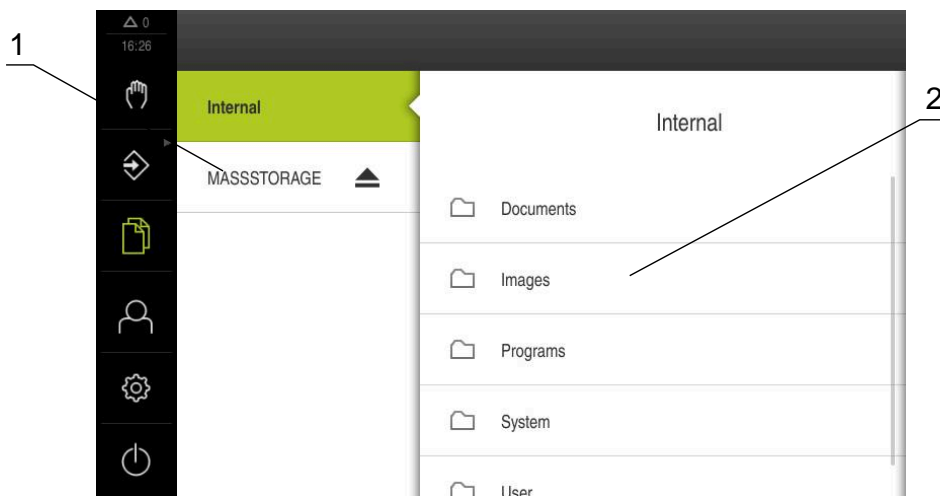 1
2
0
16:26
Internal
MASSSTORAGE
Internal
Documents
Images
Programs
System
User